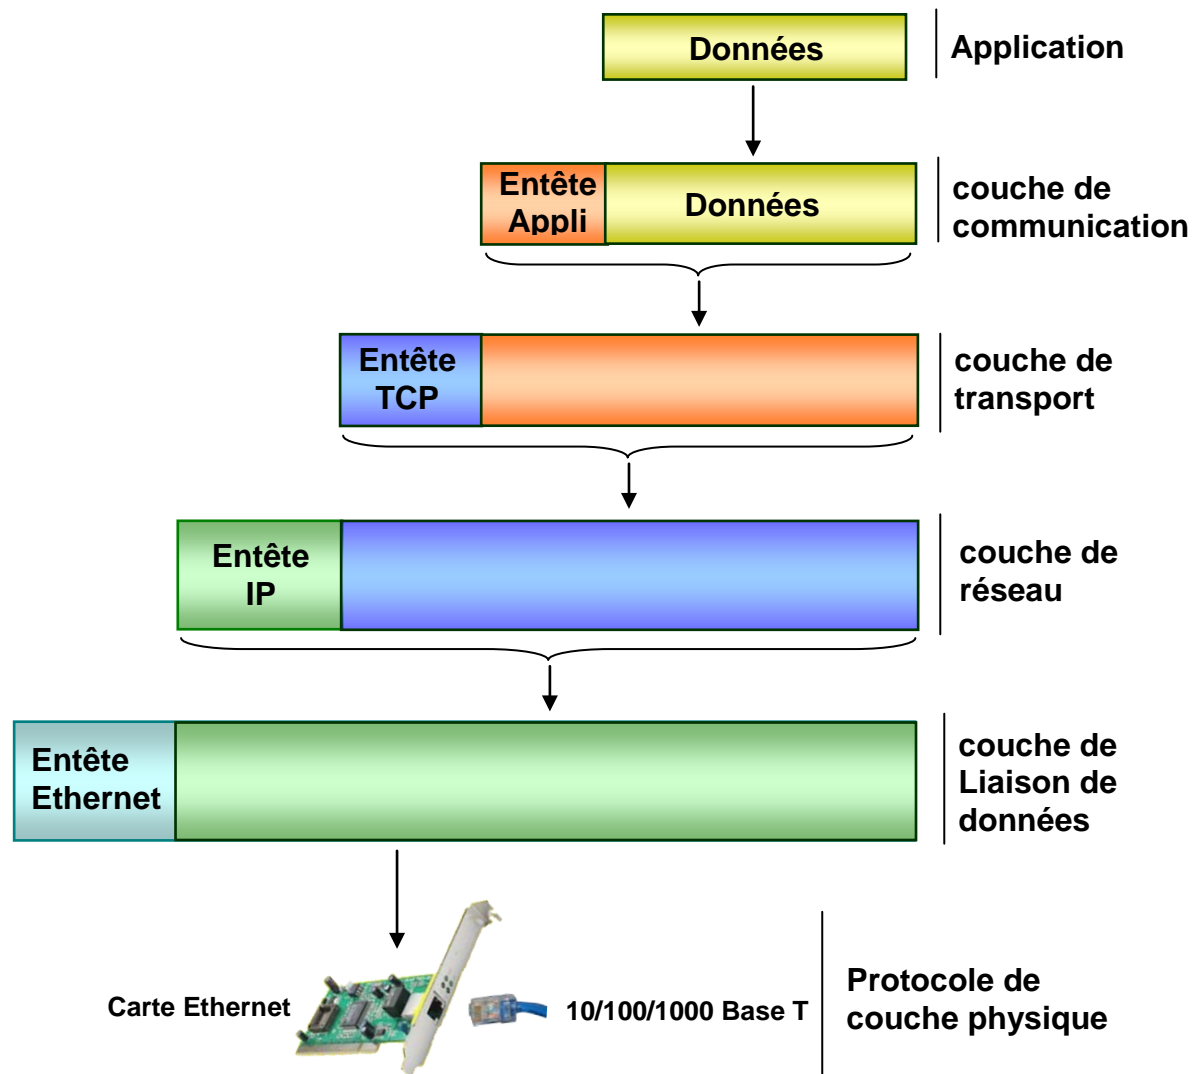 Données
Application
Entête
Appli
Données
couche de
communication
Entête
TCP
couche de
transport
Entête
IP
couche de
réseau
Entête
Ethernet
couche de
Liaison de
données
Carte Ethernet
10/100/1000 Base T
Protocole de
couche physique